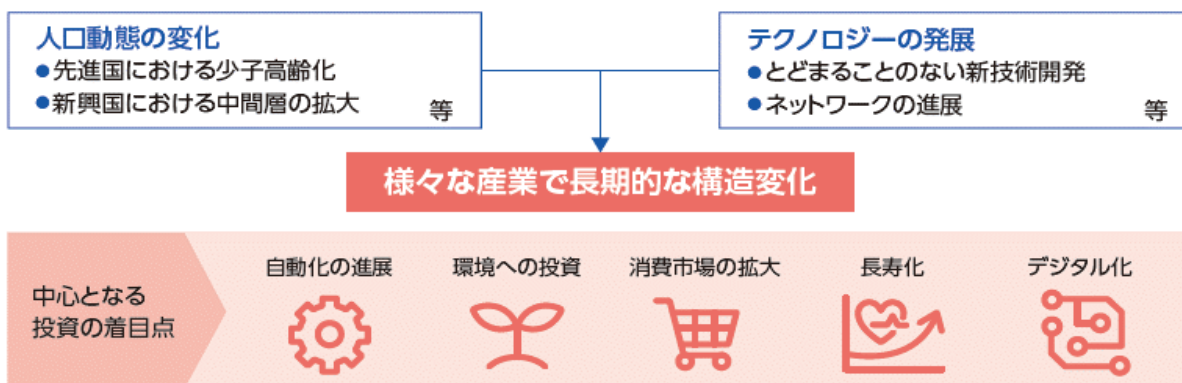 人口動態の変化
●先進国における少子高齢化
●新興国における中間層の拡大
等
テクノロジーの発展
●とどまることのない新技術開発
●ネットワークの進展
等
様々な産業で長期的な構造変化
中心となる
投資の着目点
自動化の進展
環境への投資
消費市場の拡大
長寿化
デジタル化